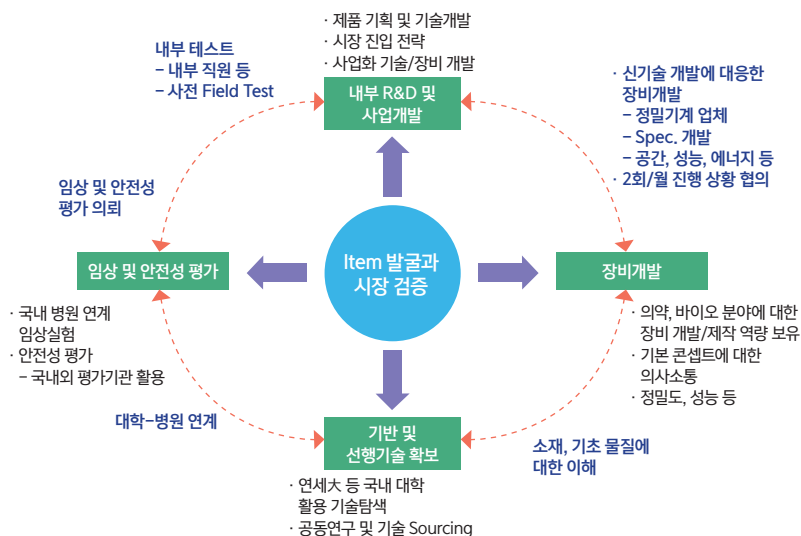 · 제품 기획 및 기술개발
· 시장 진입 전략
· 사업화 기술/장비 개발
내부 R&D 및
사업개발
내부 테스트
– 내부 직원 등
– 사전 Field Test
· 신기술 개발에 대응한
장비개발
– 정밀기계 업체
– Spec. 개발
– 공간, 성능, 에너지 등
· 2회/월 진행 상황 협의
임상 및 안전성
평가 의뢰
임상 및 안전성 평가
Item 발굴과
시장 검증
장비개발
· 국내 병원 연계
임상실험
· 안전성 평가
– 국내외 평가기관 활용
· 의약, 바이오 분야에 대한
장비 개발/제작 역량 보유
· 기본 콘셉트에 대한
의사소통
· 정밀도, 성능 등
대학–병원 연계
기반 및
선행기술 확보
소재, 기초 물질에
대한 이해
· 연세大 등 국내 대학
활용 기술탐색
· 공동연구 및 기술 Sourcing